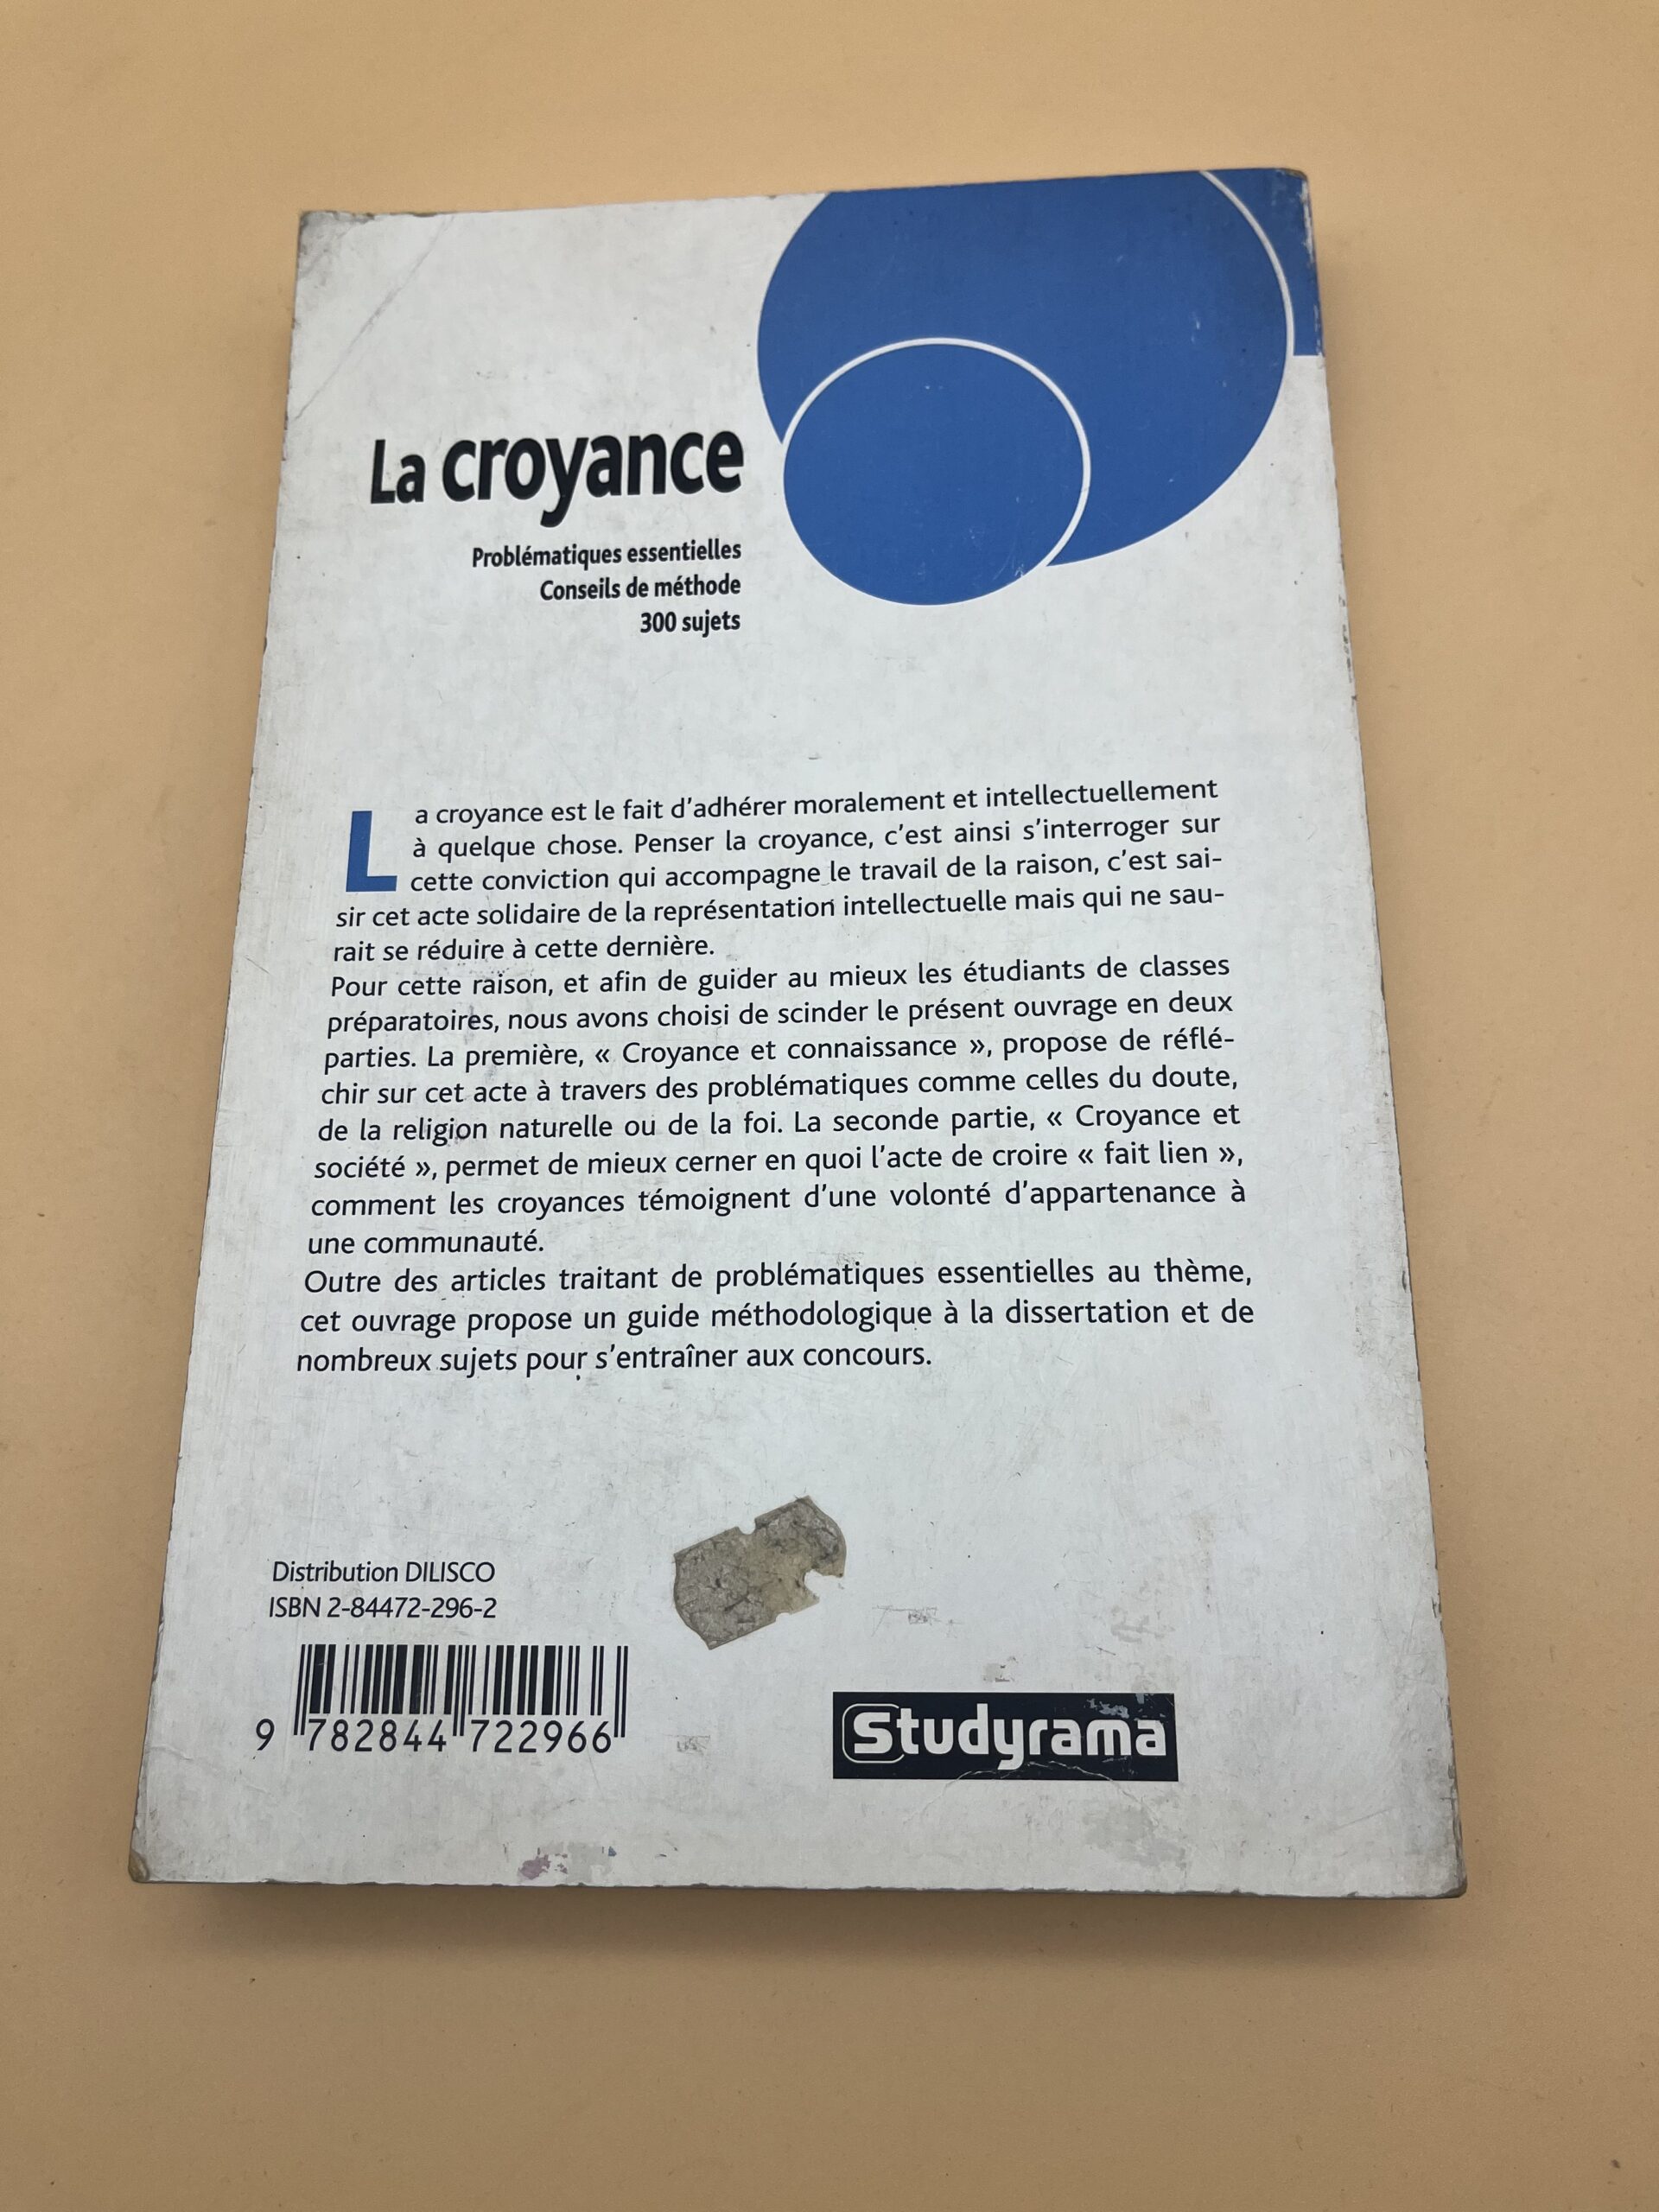 La croyance
Problématiques essentielles
Conseils de méthode
300 sujets
La croyance est le fait d'adhérer moralement et intellectuellement
à quelque chose. Penser la croyance, c'est ainsi s'interroger sur
cette conviction qui accompagne le travail de la raison, c'est sai-
sir cet acte solidaire de la représentation intellectuelle mais qui ne sau-
rait se réduire à cette dernière.
Pour cette raison, et afin de guider au mieux les étudiants de classes
préparatoires, nous avons choisi de scinder le présent ouvrage en deux
parties. La première, « Croyance et connaissance », propose de réflé-
chir sur cet acte à travers des problématiques comme celles du doute,
de la religion naturelle ou de la foi. La seconde partie, « Croyance et
société », permet de mieux cerner en quoi l'acte de croire « fait lien »,
comment les croyances témoignent d'une volonté d'appartenance à
une communauté.
Outre des articles traitant de problématiques essentielles au thème,
cet ouvrage propose un guide méthodologique à la dissertation et de
nombreux sujets pour s'entraîner aux concours.
Distribution DILISCO
ISBN 2-84472-296-2
9 782844 722966
Studyrama